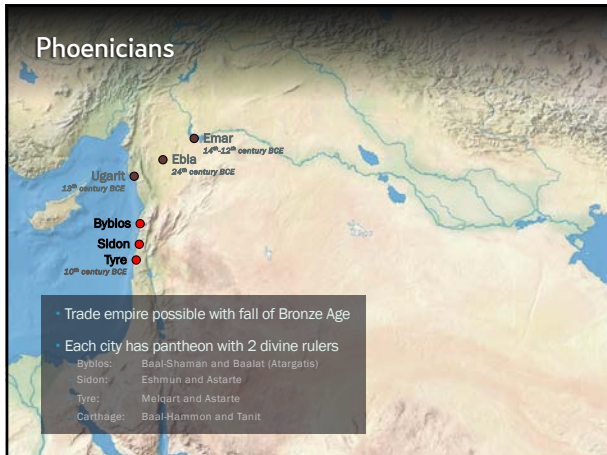 Phoenicians
Emar
14th-12th century BCE
Ebla
24th century BCE
Ugarit
13th century BCE
Byblos
Sidon
Tyre
10th century BCE
• Trade empire possible with fall of Bronze Age
• Each city has pantheon with 2 divine rulers
Byblos: Baal-Shaman and Baalat (Atargatis)
Sidon: Eshmun and Astarte
Tyre: Melqart and Astarte
Carthage: Baal-Hammon and Tanit